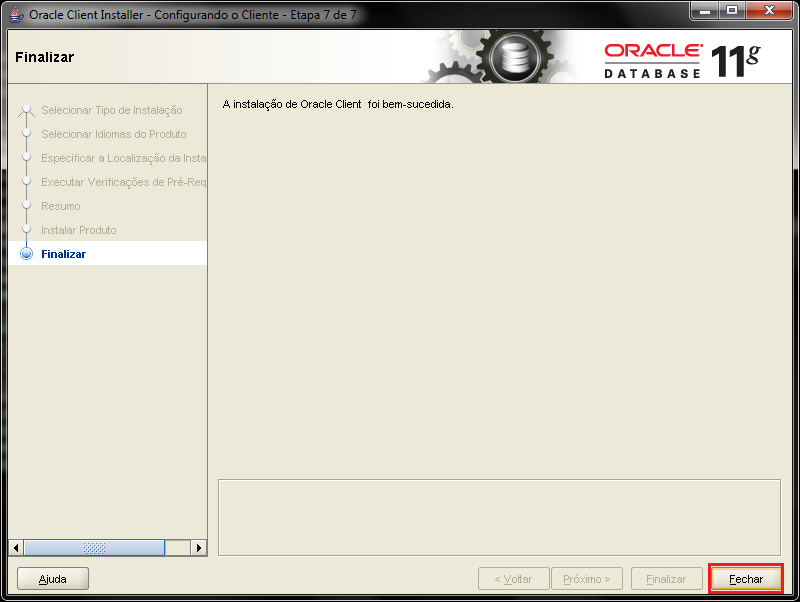 Oracle Client Installer - Configurando o Cliente - Etapa 7 de 7
Finalizar
ORACLE
DATABASE 11g
Selecionar Tipo de Instalação
Selecionar Idiomas do Produto
Especificar a Localização da Insta
Executar Verificações de Pré-Req
Resumo
Instalar Produto
Finalizar
A instalação de Oracle Client foi bem-sucedida.
Ajuda
< Voltar
Próximo >
Finalizar
Fechar